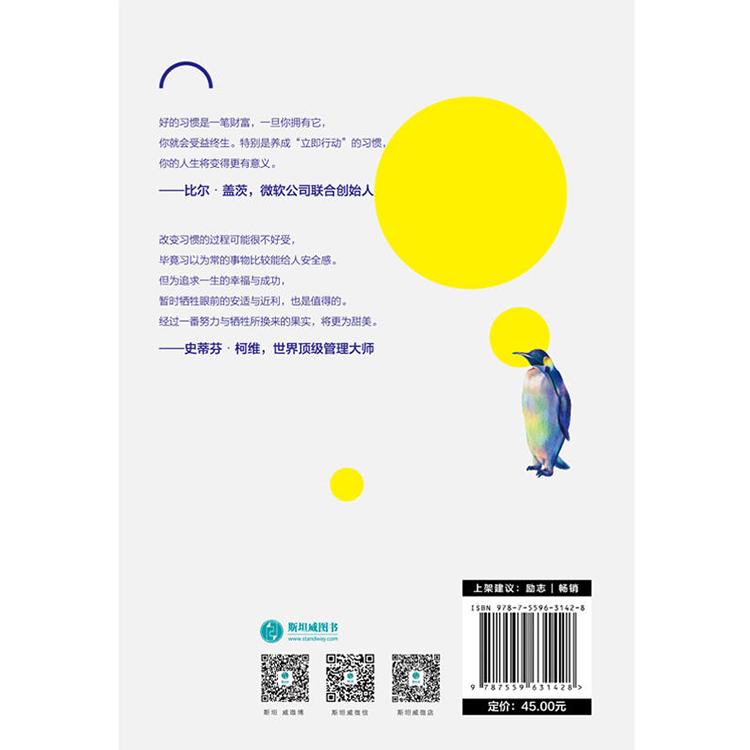 好的习惯是一笔财富，一旦你拥有它，
你就会受益终生。特别是养成“立即行动”的习惯，
你的人生将变得更有意义。
——比尔·盖茨，微软公司联合创始人
改变习惯的过程可能很不好受，
毕竟习以为常的事物比较能给人安全感。
但为追求一生的幸福与成功，
暂时牺牲眼前的安适与近利，也是值得的。
经过一番努力与牺牲所换来的果实，将更为甜美。
——史蒂芬·柯维，世界顶级管理大师
上架建议：励志｜畅销
ISBN 978-7-5596-3142-8
9 787559 631428 >
定价：45.00元
斯坦威图书
www.standway.com
斯坦 威微博
斯坦威微信
斯坦威微店